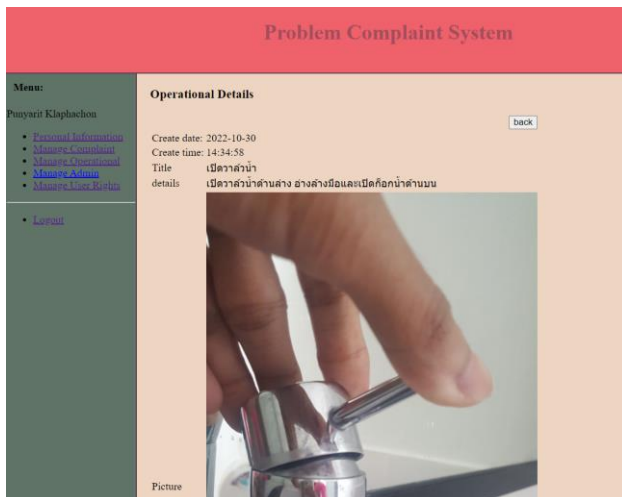 Problem Complaint System
Menu:
Punyarit Klaphachon
Personal Information
Manage Complaint
Manage Operational
Manage Admin
Manage User Rights
Logout
Operational Details
back
Create date: 2022-10-30
Create time: 14:34:58
Title เปิดวาล์วน้ำ
details เปิดวาล์วน้ำด้านล่าง อ่างล้างมือและเปิดก็อกน้ำด้านบน
Picture